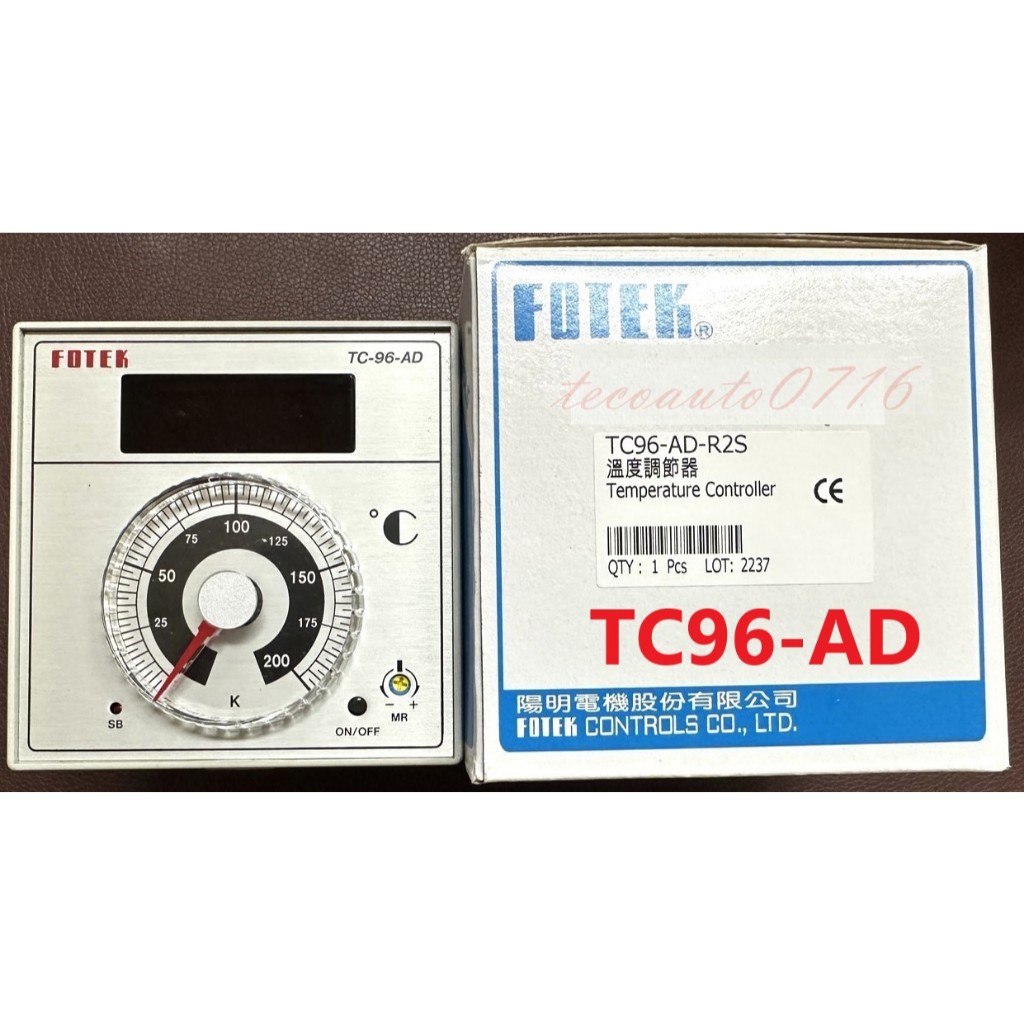 FOTEK
TC-96-AD
°C
100
75
125
50
150
25
175
200
K
SB
ON/OFF
- +
MR
FOTEK®
tecoauto0716
TC96-AD-R2S
溫度調節器
Temperature Controller
CE
QTY : 1 Pcs LOT: 2237
TC96-AD
陽明電機股份有限公司
FOTEK CONTROLS CO., LTD.